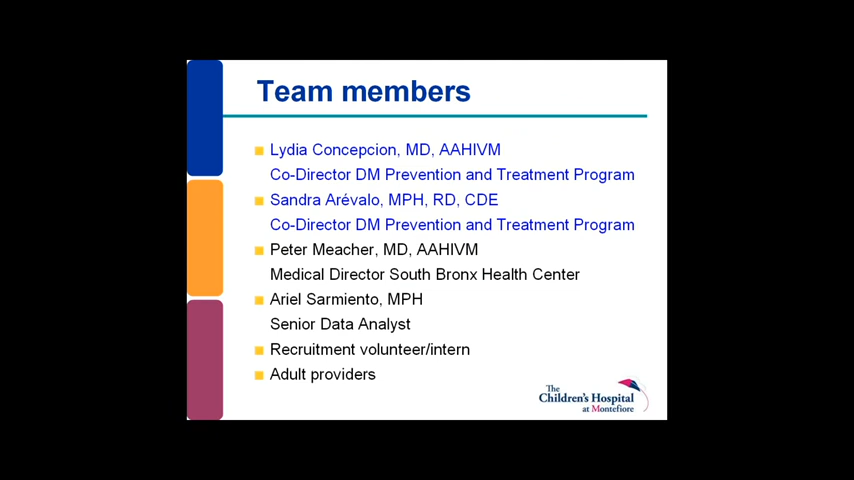 Team members
Lydia Concepcion, MD, AAHIVM
Co-Director DM Prevention and Treatment Program
Sandra Arévalo, MPH, RD, CDE
Co-Director DM Prevention and Treatment Program
Peter Meacher, MD, AAHIVM
Medical Director South Bronx Health Center
Ariel Sarmiento, MPH
Senior Data Analyst
Recruitment volunteer/intern
Adult providers
The
Children's Hospital
at Montefiore